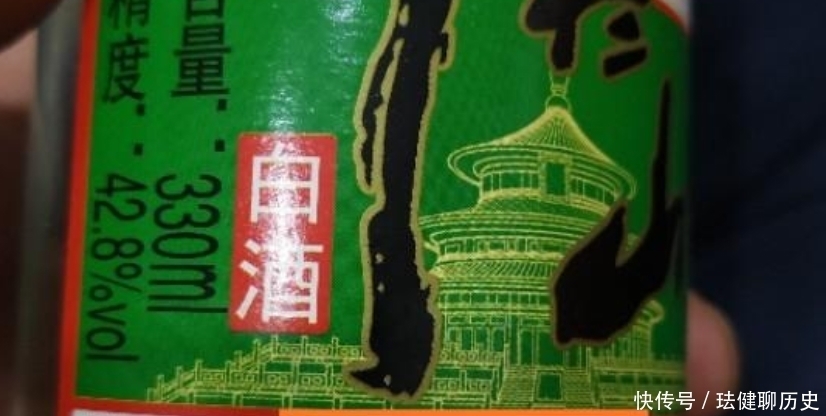 白酒
量：330ml
精度：42.8%vol
快传号 / 珐健聊历史